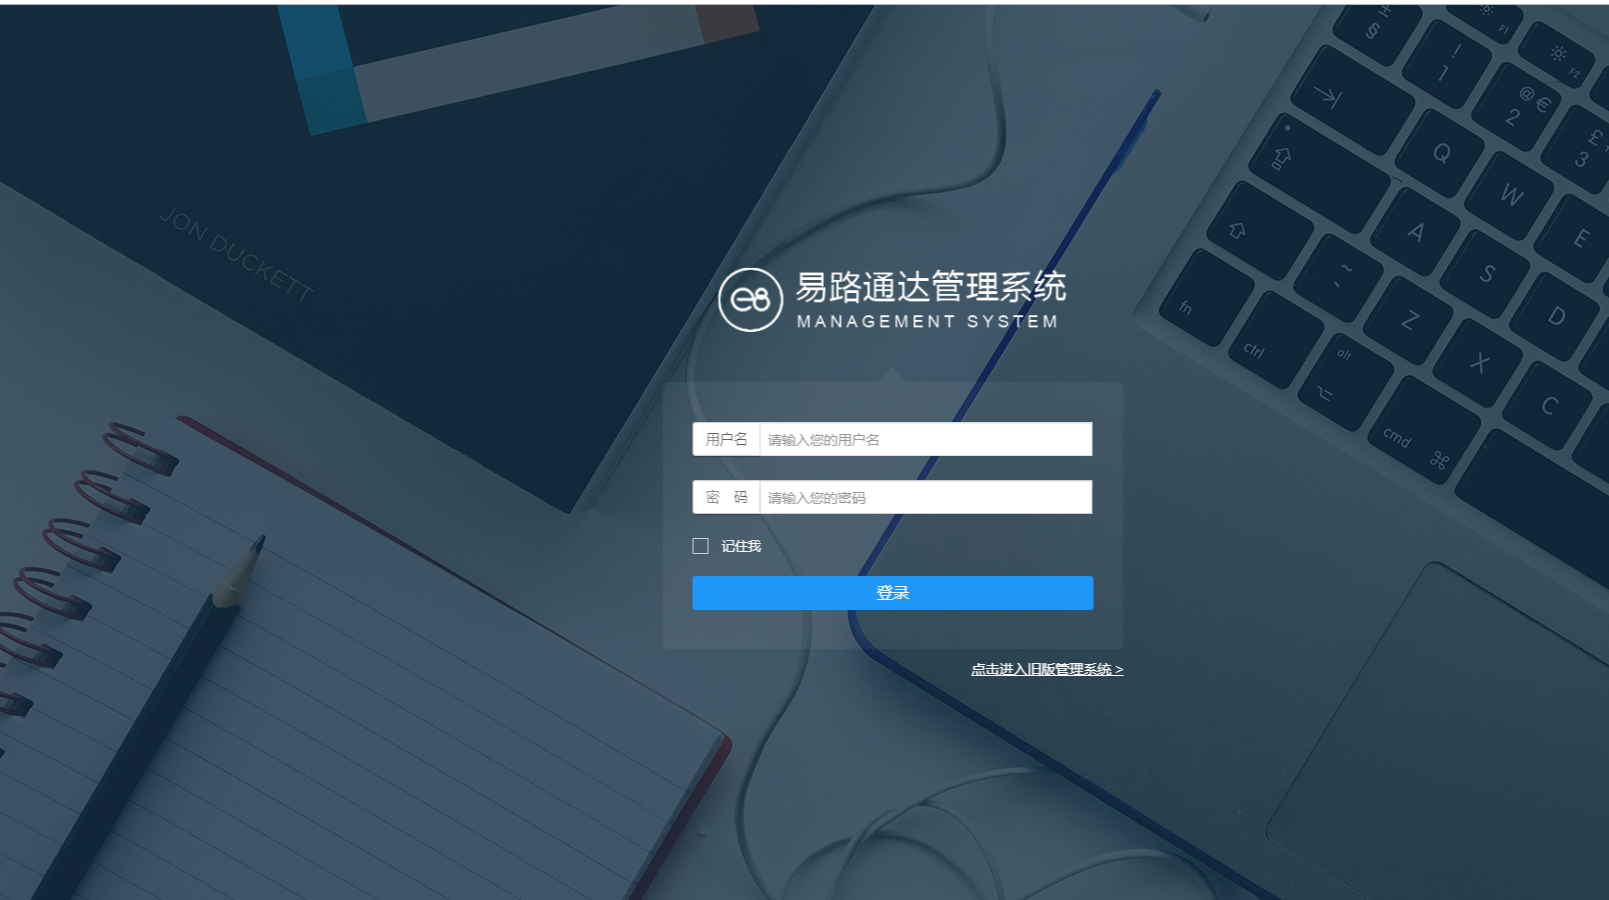 JON DUCKETT
e8
易路通达管理系统
MANAGEMENT SYSTEM
用户名 请输入您的用户名
密 码 请输入您的密码
记住我
登录
点击进入旧版管理系统 >
± §
! 1
F1
F2
@ € 2
£ 3
Q
W
E
A
S
D
~
Z
X
C
fn
ctrl
alt
cmd ⌘